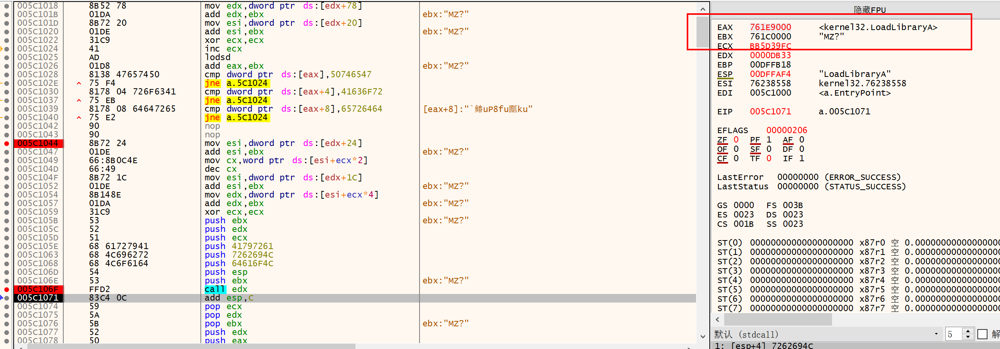 005C1018 8B52 78 mov edx,dword ptr ds:[edx+78]
005C101B 01DA add edx,ebx ebx:"MZ?"
005C101D 8B72 20 mov esi,dword ptr ds:[edx+20]
005C1020 01DE add esi,ebx ebx:"MZ?"
005C1022 31C9 xor ecx,ecx
005C1024 41 inc ecx
005C1025 AD lodsd
005C1026 01D8 add eax,ebx ebx:"MZ?"
005C1028 8138 47657450 cmp dword ptr ds:[eax],50746547
005C102E 75 F4 jne a.5C1024
005C1030 8178 04 726F6341 cmp dword ptr ds:[eax+4],41636F72
005C1037 75 EB jne a.5C1024
005C1039 8178 08 64647265 cmp dword ptr ds:[eax+8],65726464 [eax+8]:"`鰆uP8fu剾ku"
005C1040 75 E2 jne a.5C1024
005C1042 90 nop
005C1043 90 nop
005C1044 8B72 24 mov esi,dword ptr ds:[edx+24]
005C1047 01DE add esi,ebx ebx:"MZ?"
005C1049 66:8B0C4E mov cx,word ptr ds:[esi+ecx*2]
005C104D 66:49 dec cx
005C104F 8B72 1C mov esi,dword ptr ds:[edx+1C]
005C1052 01DE add esi,ebx ebx:"MZ?"
005C1054 8B148E mov edx,dword ptr ds:[esi+ecx*4]
005C1057 01DA add edx,ebx ebx:"MZ?"
005C1059 31C9 xor ecx,ecx
005C105B 53 push ebx ebx:"MZ?"
005C105C 52 push edx
005C105D 51 push ecx
005C105E 68 61727941 push 41797261
005C1063 68 4C696272 push 7262694C
005C1068 68 4C6F6164 push 64616F4C
005C106D 54 push esp
005C106E 53 push ebx ebx:"MZ?"
005C106F FFD2 call edx
005C1071 83C4 0C add esp,C
005C1074 59 pop ecx
005C1075 5A pop edx
005C1076 5B pop ebx ebx:"MZ?"
005C1077 52 push edx
005C1078 50 push eax
隐藏FPU
EAX 761E9000 <kernel32.LoadLibraryA>
EBX 761C0000 "MZ?"
ECX BB5D39FC
EDX 0000DB33
EBP 00DFFB18
ESP 00DFFAF4 "LoadLibraryA"
ESI 76238558 kernel32.76238558
EDI 005C1000 <a.EntryPoint>
EIP 005C1071 a.005C1071
EFLAGS 00000206
ZF 0 PF 1 AF 0
OF 0 SF 0 DF 0
CF 0 TF 0 IF 1
LastError 00000000 (ERROR_SUCCESS)
LastStatus 00000000 (STATUS_SUCCESS)
GS 0000 FS 003B
ES 0023 DS 0023
CS 001B SS 0023
ST(0) 00000000000000000000 x87r0 空 0.000000000000000000
ST(1) 00000000000000000000 x87r1 空 0.000000000000000000
ST(2) 00000000000000000000 x87r2 空 0.000000000000000000
ST(3) 00000000000000000000 x87r3 空 0.000000000000000000
ST(4) 00000000000000000000 x87r4 空 0.000000000000000000
ST(5) 00000000000000000000 x87r5 空 0.000000000000000000
ST(6) 00000000000000000000 x87r6 空 0.000000000000000000
ST(7) 00000000000000000000 x87r7 空 0.000000000000000000
默认 (stdcall) 5 解
1: [esp+4] 7262694C